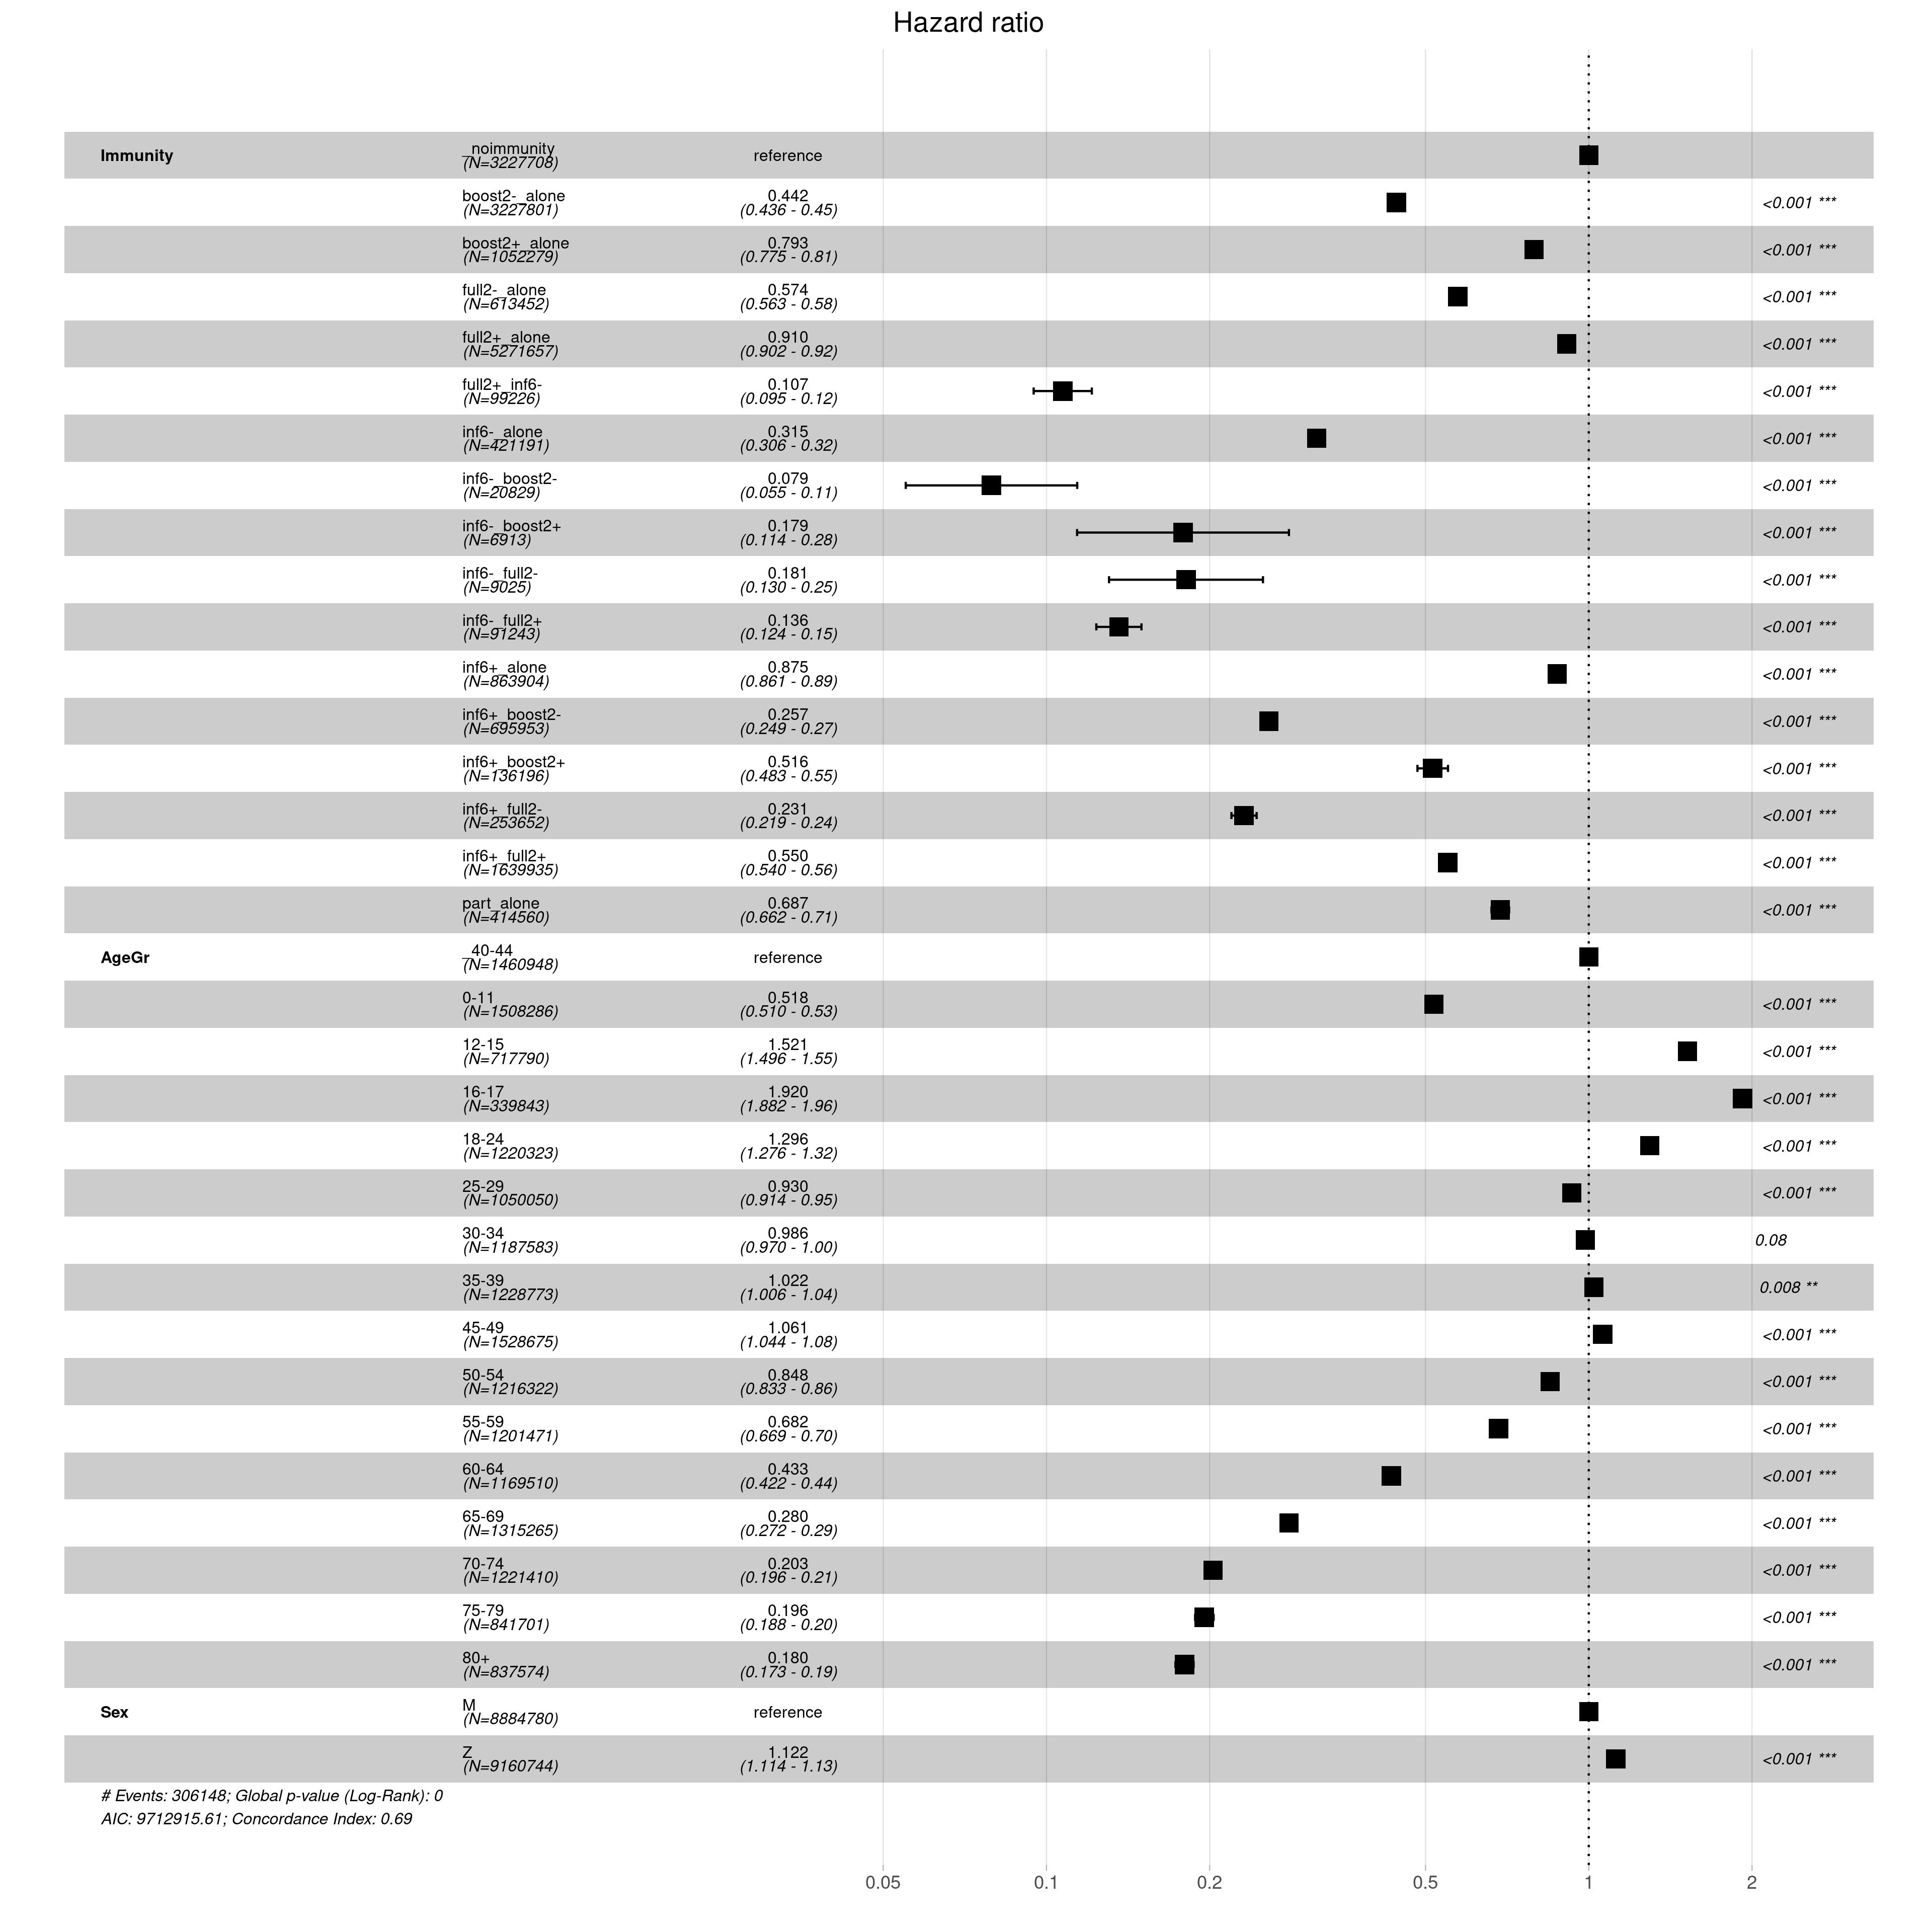 Hazard ratio
Immunity _noimmunity reference
(N=3227708)
boost2-_alone 0.442
(N=3227801) (0.436 - 0.45) <0.001 ***
boost2+_alone 0.793
(N=1052279) (0.775 - 0.81) <0.001 ***
full2-_alone 0.574
(N=613452) (0.563 - 0.58) <0.001 ***
full2+_alone 0.910
(N=5271657) (0.902 - 0.92) <0.001 ***
full2+_inf6- 0.107
(N=99226) (0.095 - 0.12) <0.001 ***
inf6-_alone 0.315
(N=421191) (0.306 - 0.32) <0.001 ***
inf6-_boost2- 0.079
(N=20829) (0.055 - 0.11) <0.001 ***
inf6-_boost2+ 0.179
(N=6913) (0.114 - 0.28) <0.001 ***
inf6-_full2- 0.181
(N=9025) (0.130 - 0.25) <0.001 ***
inf6-_full2+ 0.136
(N=91243) (0.124 - 0.15) <0.001 ***
inf6+_alone 0.875
(N=863904) (0.861 - 0.89) <0.001 ***
inf6+_boost2- 0.257
(N=695953) (0.249 - 0.27) <0.001 ***
inf6+_boost2+ 0.516
(N=136196) (0.483 - 0.55) <0.001 ***
inf6+_full2- 0.231
(N=253652) (0.219 - 0.24) <0.001 ***
inf6+_full2+ 0.550
(N=1639935) (0.540 - 0.56) <0.001 ***
part_alone 0.687
(N=414560) (0.662 - 0.71) <0.001 ***
AgeGr _40-44 reference
(N=1460948)
0-11 0.518
(N=1508286) (0.510 - 0.53) <0.001 ***
12-15 1.521
(N=717790) (1.496 - 1.55) <0.001 ***
16-17 1.920
(N=339843) (1.882 - 1.96) <0.001 ***
18-24 1.296
(N=1220323) (1.276 - 1.32) <0.001 ***
25-29 0.930
(N=1050050) (0.914 - 0.95) <0.001 ***
30-34 0.986
(N=1187583) (0.970 - 1.00) 0.08
35-39 1.022
(N=1228773) (1.006 - 1.04) 0.008 **
45-49 1.061
(N=1528675) (1.044 - 1.08) <0.001 ***
50-54 0.848
(N=1216322) (0.833 - 0.86) <0.001 ***
55-59 0.682
(N=1201471) (0.669 - 0.70) <0.001 ***
60-64 0.433
(N=1169510) (0.422 - 0.44) <0.001 ***
65-69 0.280
(N=1315265) (0.272 - 0.29) <0.001 ***
70-74 0.203
(N=1221410) (0.196 - 0.21) <0.001 ***
75-79 0.196
(N=841701) (0.188 - 0.20) <0.001 ***
80+ 0.180
(N=837574) (0.173 - 0.19) <0.001 ***
Sex M reference
(N=8884780)
Z 1.122
(N=9160744) (1.114 - 1.13) <0.001 ***
# Events: 306148; Global p-value (Log-Rank): 0
AIC: 9712915.61; Concordance Index: 0.69
0.05 0.1 0.2 0.5 1 2